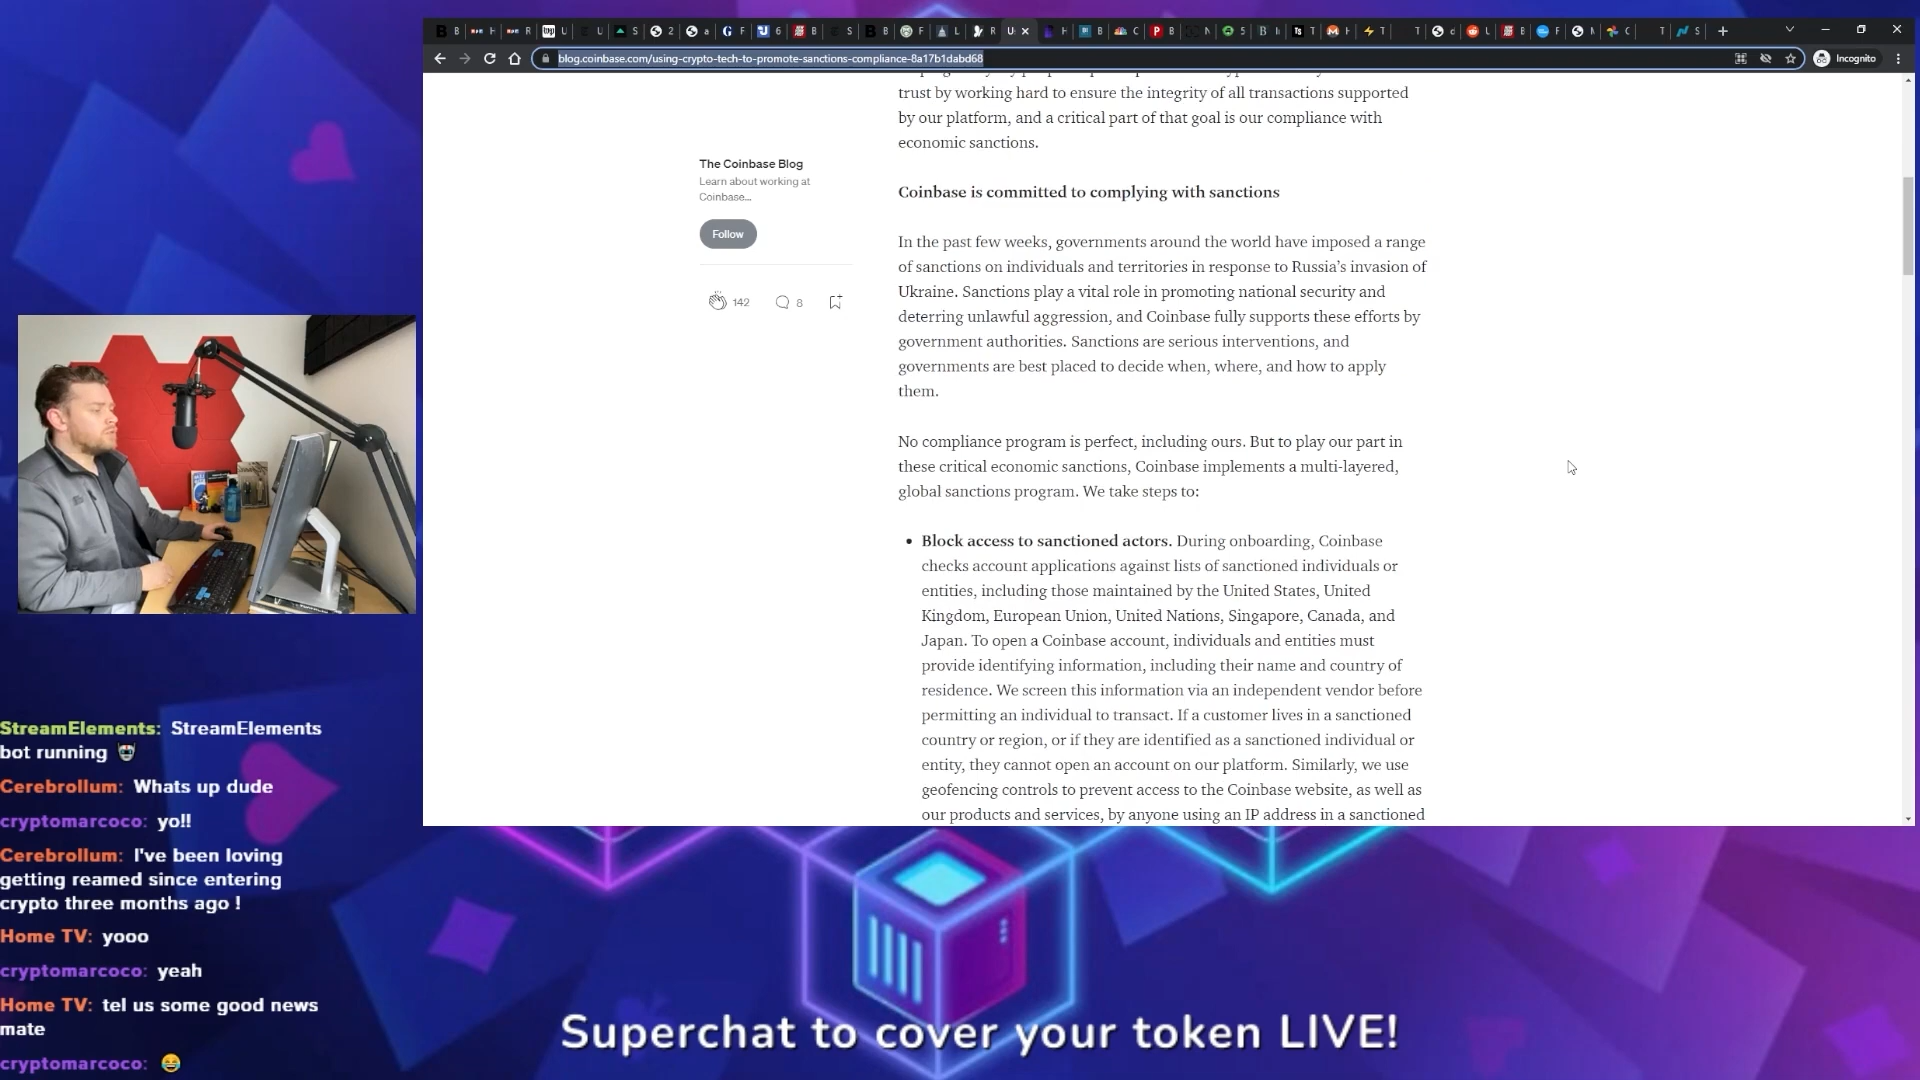 blog.coinbase.com/using-crypto-tech-to-promote-sanctions-compliance-8a17b1dabd68
Incognito
trust by working hard to ensure the integrity of all transactions supported
by our platform, and a critical part of that goal is our compliance with
economic sanctions.
The Coinbase Blog
Learn about working at
Coinbase...
Follow
142
8
Coinbase is committed to complying with sanctions
In the past few weeks, governments around the world have imposed a range
of sanctions on individuals and territories in response to Russia’s invasion of
Ukraine. Sanctions play a vital role in promoting national security and
deterring unlawful aggression, and Coinbase fully supports these efforts by
government authorities. Sanctions are serious interventions, and
governments are best placed to decide when, where, and how to apply
them.
No compliance program is perfect, including ours. But to play our part in
these critical economic sanctions, Coinbase implements a multi-layered,
global sanctions program. We take steps to:
• Block access to sanctioned actors. During onboarding, Coinbase
checks account applications against lists of sanctioned individuals or
entities, including those maintained by the United States, United
Kingdom, European Union, United Nations, Singapore, Canada, and
Japan. To open a Coinbase account, individuals and entities must
provide identifying information, including their name and country of
residence. We screen this information via an independent vendor before
permitting an individual to transact. If a customer lives in a sanctioned
country or region, or if they are identified as a sanctioned individual or
entity, they cannot open an account on our platform. Similarly, we use
geofencing controls to prevent access to the Coinbase website, as well as
our products and services, by anyone using an IP address in a sanctioned
StreamElements: StreamElements
bot running
Cerebrollum: Whats up dude
cryptomarcoco: yo!!
Cerebrollum: I've been loving
getting reamed since entering
crypto three months ago !
Home TV: yooo
cryptomarcoco: yeah
Home TV: tell us some good news
mate
cryptomarcoco: 😂
Superchat to cover your token LIVE!